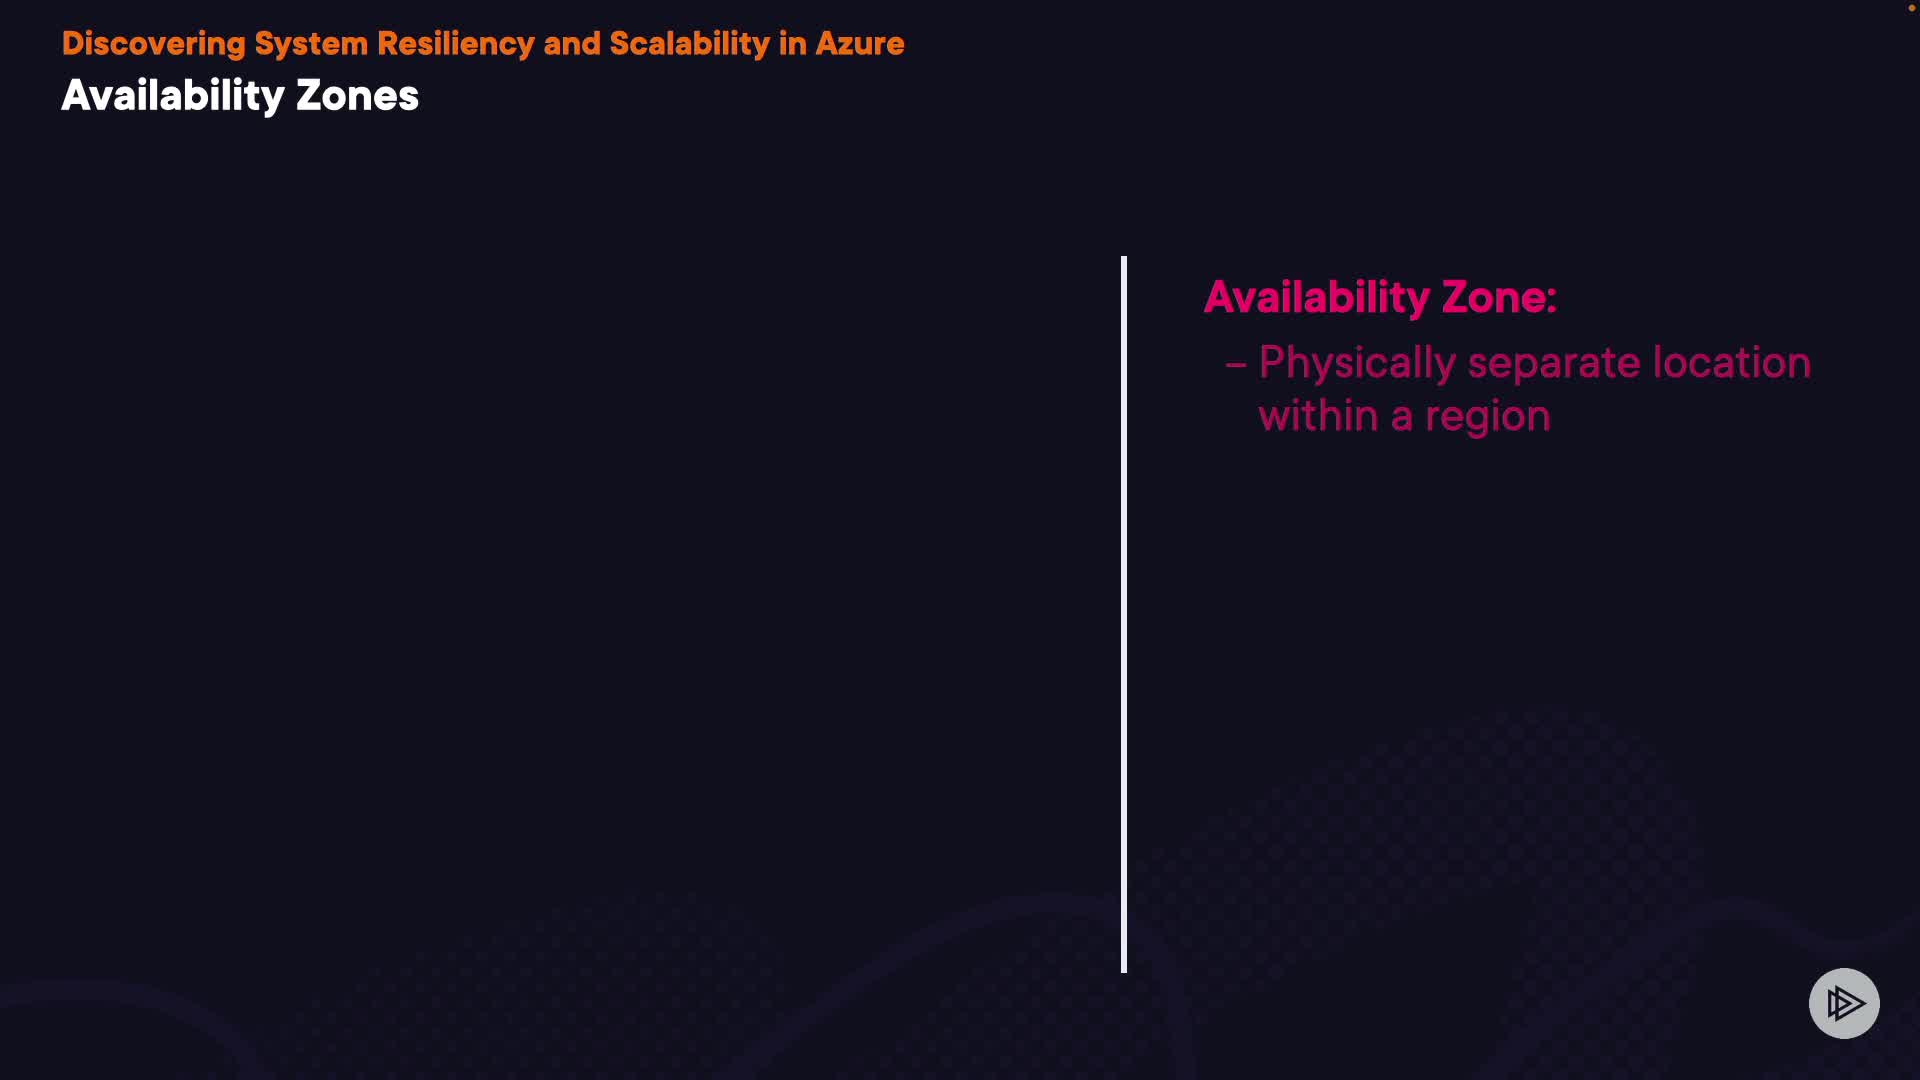 Discovering System Resiliency and Scalability in Azure
Availability Zones
Availability Zone:
– Physically separate location
within a region